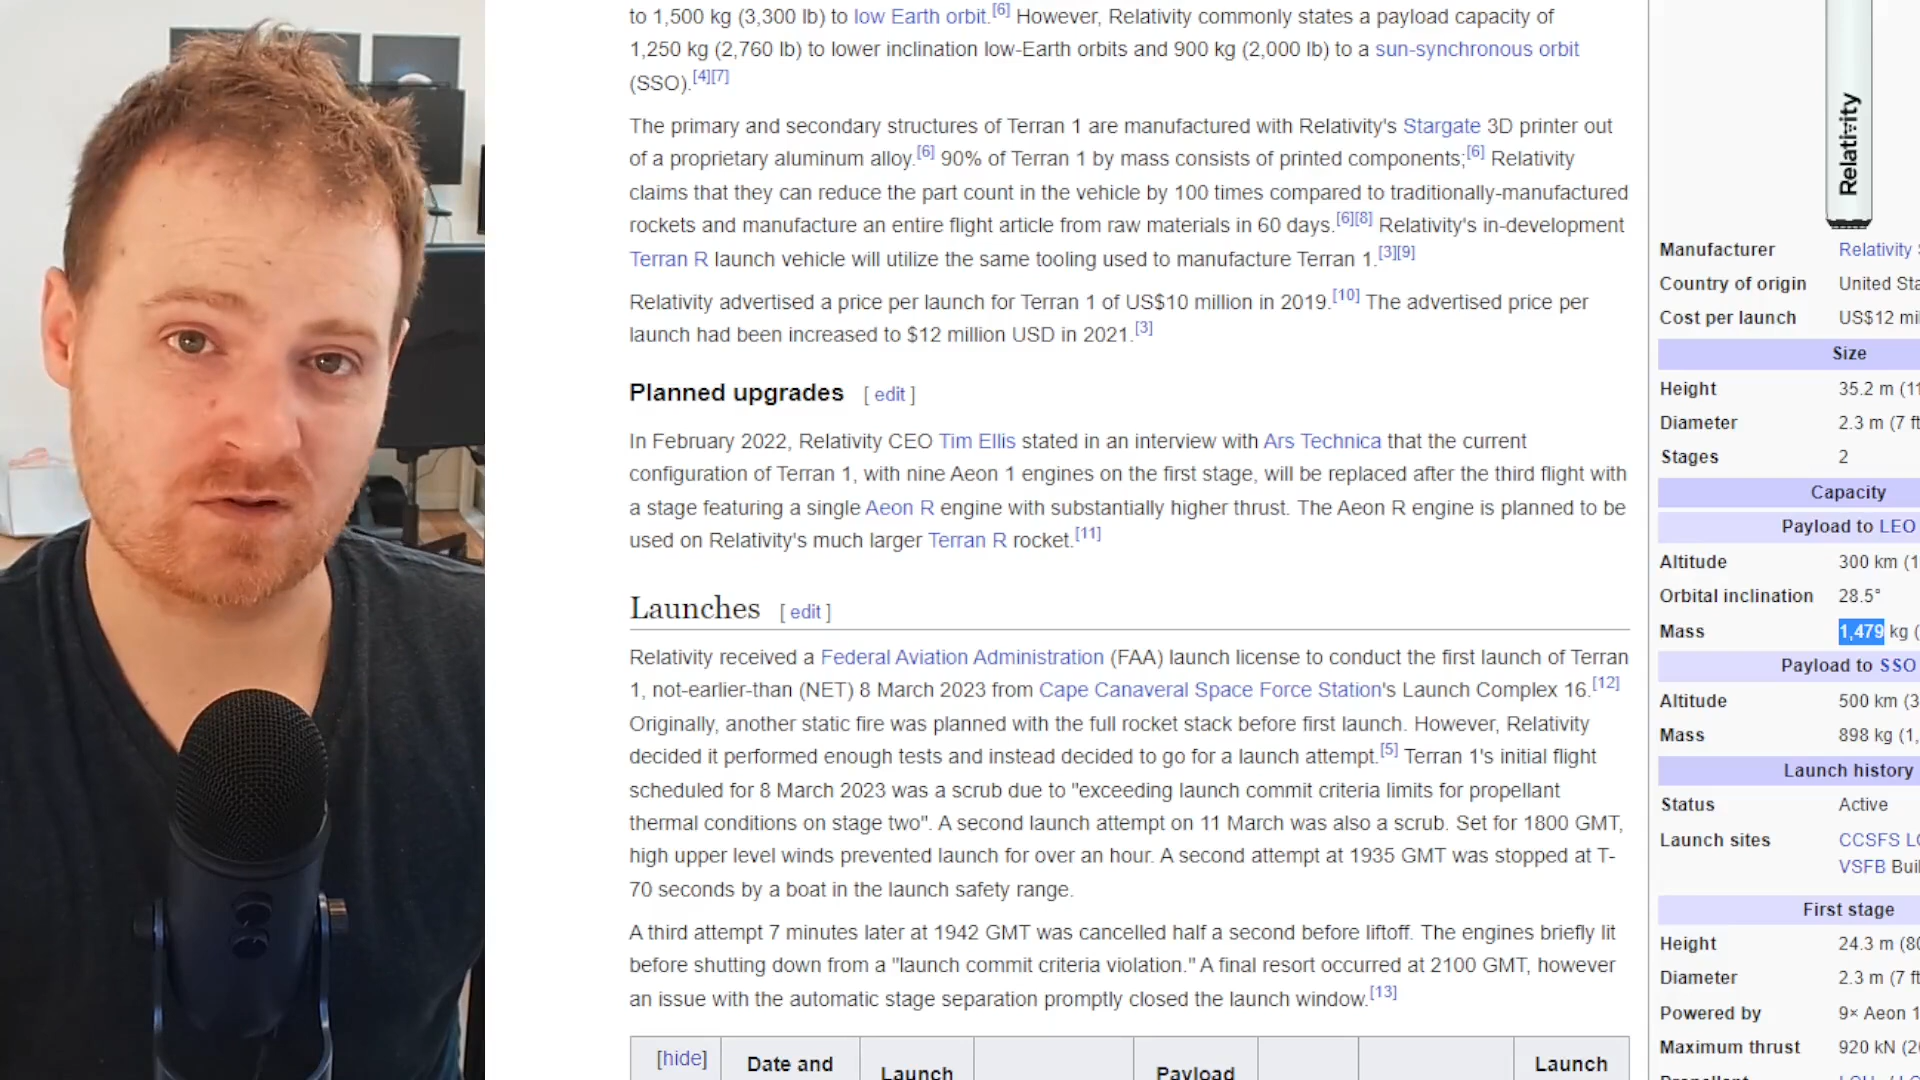 to 1,500 kg (3,300 lb) to low Earth orbit.[6] However, Relativity commonly states a payload capacity of
1,250 kg (2,760 lb) to lower inclination low-Earth orbits and 900 kg (2,000 lb) to a sun-synchronous orbit
(SSO).[4][7]
The primary and secondary structures of Terran 1 are manufactured with Relativity's Stargate 3D printer out
of a proprietary aluminum alloy.[6] 90% of Terran 1 by mass consists of printed components;[6] Relativity
claims that they can reduce the part count in the vehicle by 100 times compared to traditionally-manufactured
rockets and manufacture an entire flight article from raw materials in 60 days.[6][8] Relativity's in-development
Terran R launch vehicle will utilize the same tooling used to manufacture Terran 1.[3][9]
Relativity advertised a price per launch for Terran 1 of US$10 million in 2019.[10] The advertised price per
launch had been increased to $12 million USD in 2021.[3]
Planned upgrades [ edit ]
In February 2022, Relativity CEO Tim Ellis stated in an interview with Ars Technica that the current
configuration of Terran 1, with nine Aeon 1 engines on the first stage, will be replaced after the third flight with
a stage featuring a single Aeon R engine with substantially higher thrust. The Aeon R engine is planned to be
used on Relativity's much larger Terran R rocket.[11]
Launches [ edit ]
Relativity received a Federal Aviation Administration (FAA) launch license to conduct the first launch of Terran
1, not-earlier-than (NET) 8 March 2023 from Cape Canaveral Space Force Station's Launch Complex 16.[12]
Originally, another static fire was planned with the full rocket stack before first launch. However, Relativity
decided it performed enough tests and instead decided to go for a launch attempt.[5] Terran 1's initial flight
scheduled for 8 March 2023 was a scrub due to "exceeding launch commit criteria limits for propellant
thermal conditions on stage two". A second launch attempt on 11 March was also a scrub. Set for 1800 GMT,
high upper level winds prevented launch for over an hour. A second attempt at 1935 GMT was stopped at T-
70 seconds by a boat in the launch safety range.
A third attempt 7 minutes later at 1942 GMT was cancelled half a second before liftoff. The engines briefly lit
before shutting down from a "launch commit criteria violation." A final resort occurred at 2100 GMT, however
an issue with the automatic stage separation promptly closed the launch window.[13]
[hide] Date and Launch Payload Launch
Relativity
Manufacturer Relativity
Country of origin United Sta
Cost per launch US$12 mil
Size
Height 35.2 m (11
Diameter 2.3 m (7 ft
Stages 2
Capacity
Payload to LEO
Altitude 300 km (1
Orbital inclination 28.5°
Mass 1,479 kg (
Payload to SSO
Altitude 500 km (3
Mass 898 kg (1,
Launch history
Status Active
Launch sites CCSFS LC
VSFB Buil
First stage
Height 24.3 m (80
Diameter 2.3 m (7 ft
Powered by 9× Aeon 1
Maximum thrust 920 kN (20